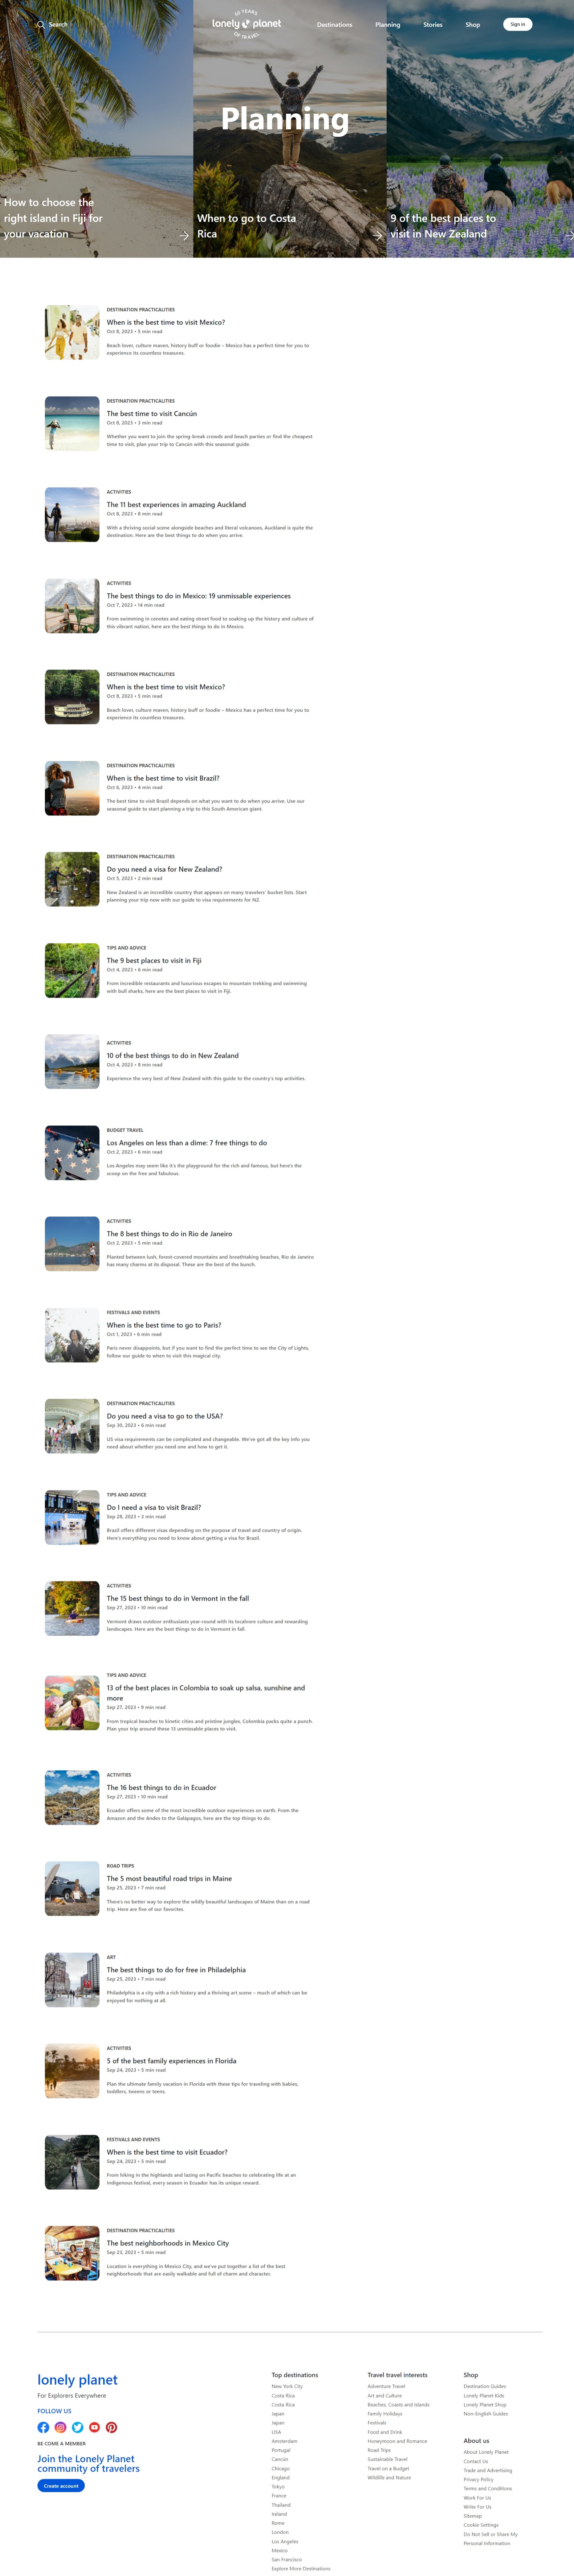 Search
50 YEARS
lonely planet
OF TRAVEL
Destinations
Planning
Stories
Shop
Sign in
Planning
How to choose the
right island in Fiji for
your vacation
When to go to Costa
Rica
9 of the best places to
visit in New Zealand
DESTINATION PRACTICALITIES
When is the best time to visit Mexico?
Oct 8, 2023 • 5 min read
Beach lover, culture maven, history buff or foodie – Mexico has a perfect time for you to
experience its countless treasures.
DESTINATION PRACTICALITIES
The best time to visit Cancún
Oct 8, 2023 • 3 min read
Whether you want to join the spring-break crowds and beach parties or find the cheapest
time to visit, plan your trip to Cancún with this seasonal guide.
ACTIVITIES
The 11 best experiences in amazing Auckland
Oct 8, 2023 • 8 min read
With a thriving social scene alongside beaches and literal volcanoes, Auckland is quite the
destination. Here are the best things to do when you arrive.
ACTIVITIES
The best things to do in Mexico: 19 unmissable experiences
Oct 7, 2023 • 14 min read
From swimming in cenotes and eating street food to soaking up the history and culture of
this vibrant nation, here are the best things to do in Mexico.
DESTINATION PRACTICALITIES
When is the best time to visit Mexico?
Oct 8, 2023 • 5 min read
Beach lover, culture maven, history buff or foodie – Mexico has a perfect time for you to
experience its countless treasures.
DESTINATION PRACTICALITIES
When is the best time to visit Brazil?
Oct 6, 2023 • 4 min read
The best time to visit Brazil depends on what you want to do when you arrive. Use our
seasonal guide to start planning a trip to this South American giant.
DESTINATION PRACTICALITIES
Do you need a visa for New Zealand?
Oct 5, 2023 • 2 min read
New Zealand is an incredible country that appears on many travelers' bucket lists. Start
planning your trip now with our guide to visa requirements for NZ.
TIPS AND ADVICE
The 9 best places to visit in Fiji
Oct 4, 2023 • 6 min read
From incredible restaurants and luxurious escapes to mountain trekking and swimming
with bull sharks, here are the best places to visit in Fiji.
ACTIVITIES
10 of the best things to do in New Zealand
Oct 4, 2023 • 8 min read
Experience the very best of New Zealand with this guide to the country's top activities.
BUDGET TRAVEL
Los Angeles on less than a dime: 7 free things to do
Oct 2, 2023 • 6 min read
Los Angeles may seem like it's the playground for the rich and famous, but here's the
scoop on the free and fabulous.
ACTIVITIES
The 8 best things to do in Rio de Janeiro
Oct 2, 2023 • 5 min read
Planted between lush, forest-covered mountains and breathtaking beaches, Rio de Janeiro
has many charms at its disposal. These are the best of the bunch.
FESTIVALS AND EVENTS
When is the best time to go to Paris?
Oct 1, 2023 • 6 min read
Paris never disappoints, but if you want to find the perfect time to see the City of Lights,
follow our guide to when to visit this magical city.
DESTINATION PRACTICALITIES
Do you need a visa to go to the USA?
Sep 30, 2023 • 6 min read
US visa requirements can be complicated and changeable. We've got all the key info you
need about whether you need one and how to get it.
TIPS AND ADVICE
Do I need a visa to visit Brazil?
Sep 28, 2023 • 3 min read
Brazil offers different visas depending on the purpose of travel and country of origin.
Here's everything you need to know about getting a visa for Brazil.
ACTIVITIES
The 15 best things to do in Vermont in the fall
Sep 27, 2023 • 10 min read
Vermont draws outdoor enthusiasts year-round with its localvore culture and rewarding
landscapes. Here are the best things to do in Vermont in fall.
TIPS AND ADVICE
13 of the best places in Colombia to soak up salsa, sunshine and
more
Sep 27, 2023 • 9 min read
From tropical beaches to kinetic cities and pristine jungles, Colombia packs quite a punch.
Plan your trip around these 13 unmissable places to visit.
ACTIVITIES
The 16 best things to do in Ecuador
Sep 27, 2023 • 10 min read
Ecuador offers some of the most incredible outdoor experiences on earth. From the
Amazon and the Andes to the Galápagos, here are the top things to do.
ROAD TRIPS
The 5 most beautiful road trips in Maine
Sep 25, 2023 • 7 min read
There's no better way to explore the wildly beautiful landscapes of Maine than on a road
trip. Here are five of our favorites.
ART
The best things to do for free in Philadelphia
Sep 25, 2023 • 7 min read
Philadelphia is a city with a rich history and a thriving art scene – much of which can be
enjoyed for nothing at all.
ACTIVITIES
5 of the best family experiences in Florida
Sep 24, 2023 • 5 min read
Plan the ultimate family vacation in Florida with these tips for traveling with babies,
toddlers, tweens or teens.
FESTIVALS AND EVENTS
When is the best time to visit Ecuador?
Sep 24, 2023 • 5 min read
From hiking in the highlands and lazing on Pacific beaches to celebrating life at an
Indigenous festival, every season in Ecuador has its unique reward.
DESTINATION PRACTICALITIES
The best neighborhoods in Mexico City
Sep 23, 2023 • 5 min read
Location is everything in Mexico City, and we've put together a list of the best
neighborhoods that are easily walkable and full of charm and character.
lonely planet
For Explorers Everywhere
FOLLOW US
BE COME A MEMBER
Join the Lonely Planet
community of travelers
Create account
Top destinations
New York City
Costa Rica
Costa Rica
Japan
Japan
USA
Amsterdam
Portugal
Cancún
Chicago
England
Tokyo
France
Thailand
Ireland
Rome
London
Los Angeles
Mexico
San Francisco
Explore More Destinations
Travel travel interests
Adventure Travel
Art and Culture
Beaches, Coasts and Islands
Family Holidays
Festivals
Food and Drink
Honeymoon and Romance
Road Trips
Sustainable Travel
Travel on a Budget
Wildlife and Nature
Shop
Destination Guides
Lonely Planet Kids
Lonely Planet Shop
Non-English Guides
About us
About Lonely Planet
Contact Us
Trade and Advertising
Privacy Policy
Terms and Conditions
Work For Us
Write For Us
Sitemap
Cookie Settings
Do Not Sell or Share My
Personal Information